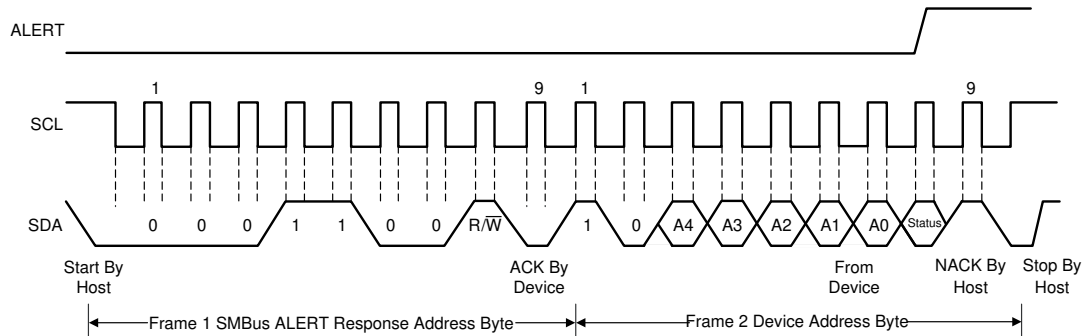 ALERT
1 9 1 9
SCL
SDA
0 0 0 1 1 0 0 R/W̅ 1 0 A4 A3 A2 A1 A0 Status
Start By
Host
ACK By
Device
From
Device
NACK By
Host
Stop By
Host
Frame 1 SMBus ALERT Response Address Byte
Frame 2 Device Address Byte